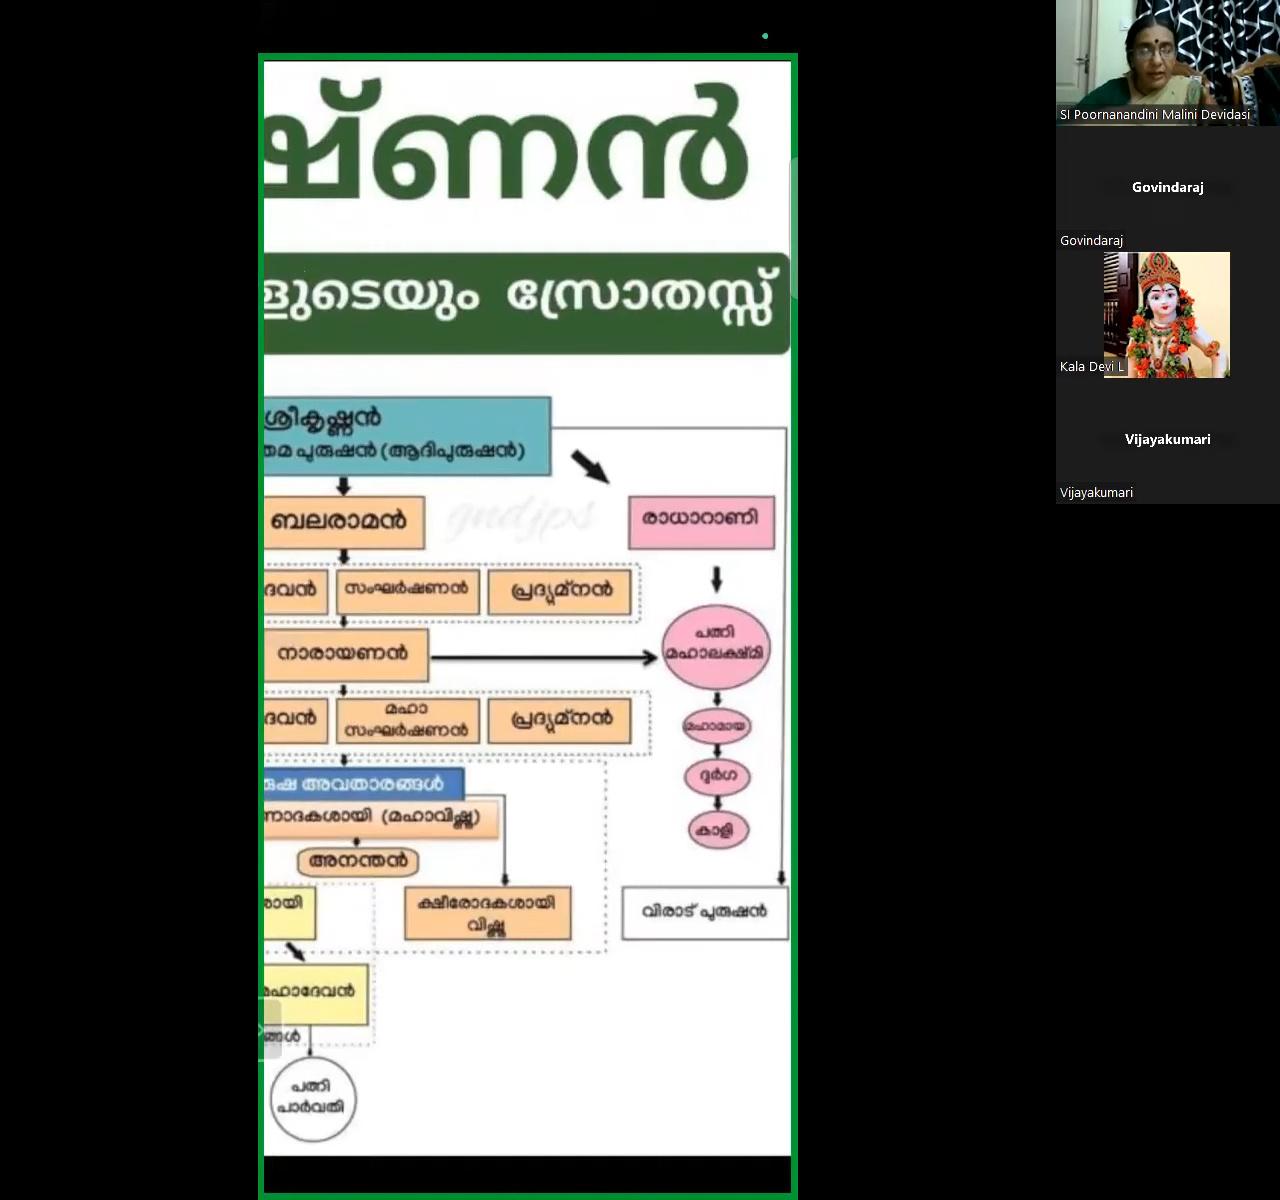 ഷ്ണൻ
ളുടെയും സ്രോതസ്സ്
ശ്രീകൃഷ്ണൻ
തമ പുരുഷൻ (ആദിപുരുഷൻ)
ബലരാമൻ
gndjps
രാധാറാണി
ദവൻ
സംഘർഷണൻ
പ്രദ്യുമ്നൻ
നാരായണൻ
പത്നി
മഹാലക്ഷ്മി
ദവൻ
മഹാ
സംഘർഷണൻ
പ്രദ്യുമ്നൻ
മഹാമായ
ദുർഗ
കാളി
രുഷ അവതാരങ്ങൾ
ണോദകശായി (മഹാവിഷ്ണു)
അനന്തൻ
ശായി
ക്ഷീരോദകശായി
വിഷ്ണു
വിരാട് പുരുഷൻ
മഹാദേവൻ
ങ്ങൾ
പത്നി
പാർവതി
SI Poornanandini Malini Devidasi
Govindaraj
Govindaraj
Kala Devi L
Vijayakumari
Vijayakumari